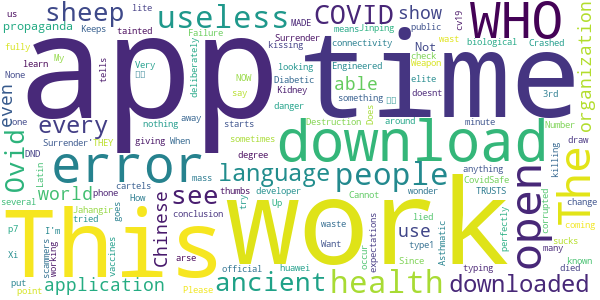 app
time
This
work
download
error
WHO
The
open
useless
COVID
sheep
health
people
language
ancient
see
downloaded
application
organization
Ovid
every
even
world
able
show
use
Chinese
propaganda
lite
tainted
Keeps
us
My
MADE
Failure
Surrender
kissing
means
Jinping
connectivity
public
cv19
biological
Crashed
wast
Not
check
Engineered
Weapon
elite
doesnt
fully
learn
tells
Very
deliberately
NOW
say
looking
Diabetic
Kidney
danger
something
None
Done
nothing
away
When
starts
sometimes
giving
degree
Destruction
Does
around
minute
3rd
Number
draw
anything
killing
DND
THEY
Latin
cartels
phone
How
mass
developer
thumbs
Up
try
Cannot
CovidSafe
TRUSTS
wonder
perfectly
lied
corrupted
change
coming
sucks
several
Surrender'
Jahangir
tried
conclusion
p7
I'm
Xi
scanners
working
goes
vaccines
arse
waste
Want
expectations
type1
Since
Asthmatic
typing
many
died
known
put
point
Please
official
huawei
occur